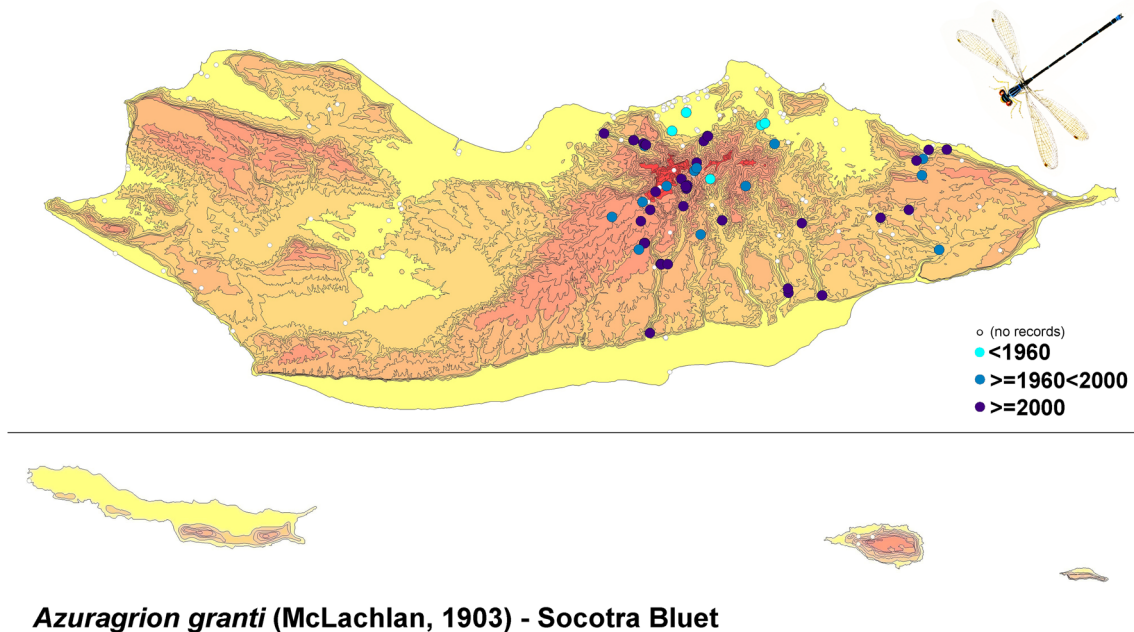 (no records)
<1960
>=1960<2000
>=2000
Azuragrion granti (McLachlan, 1903) - Socotra Bluet